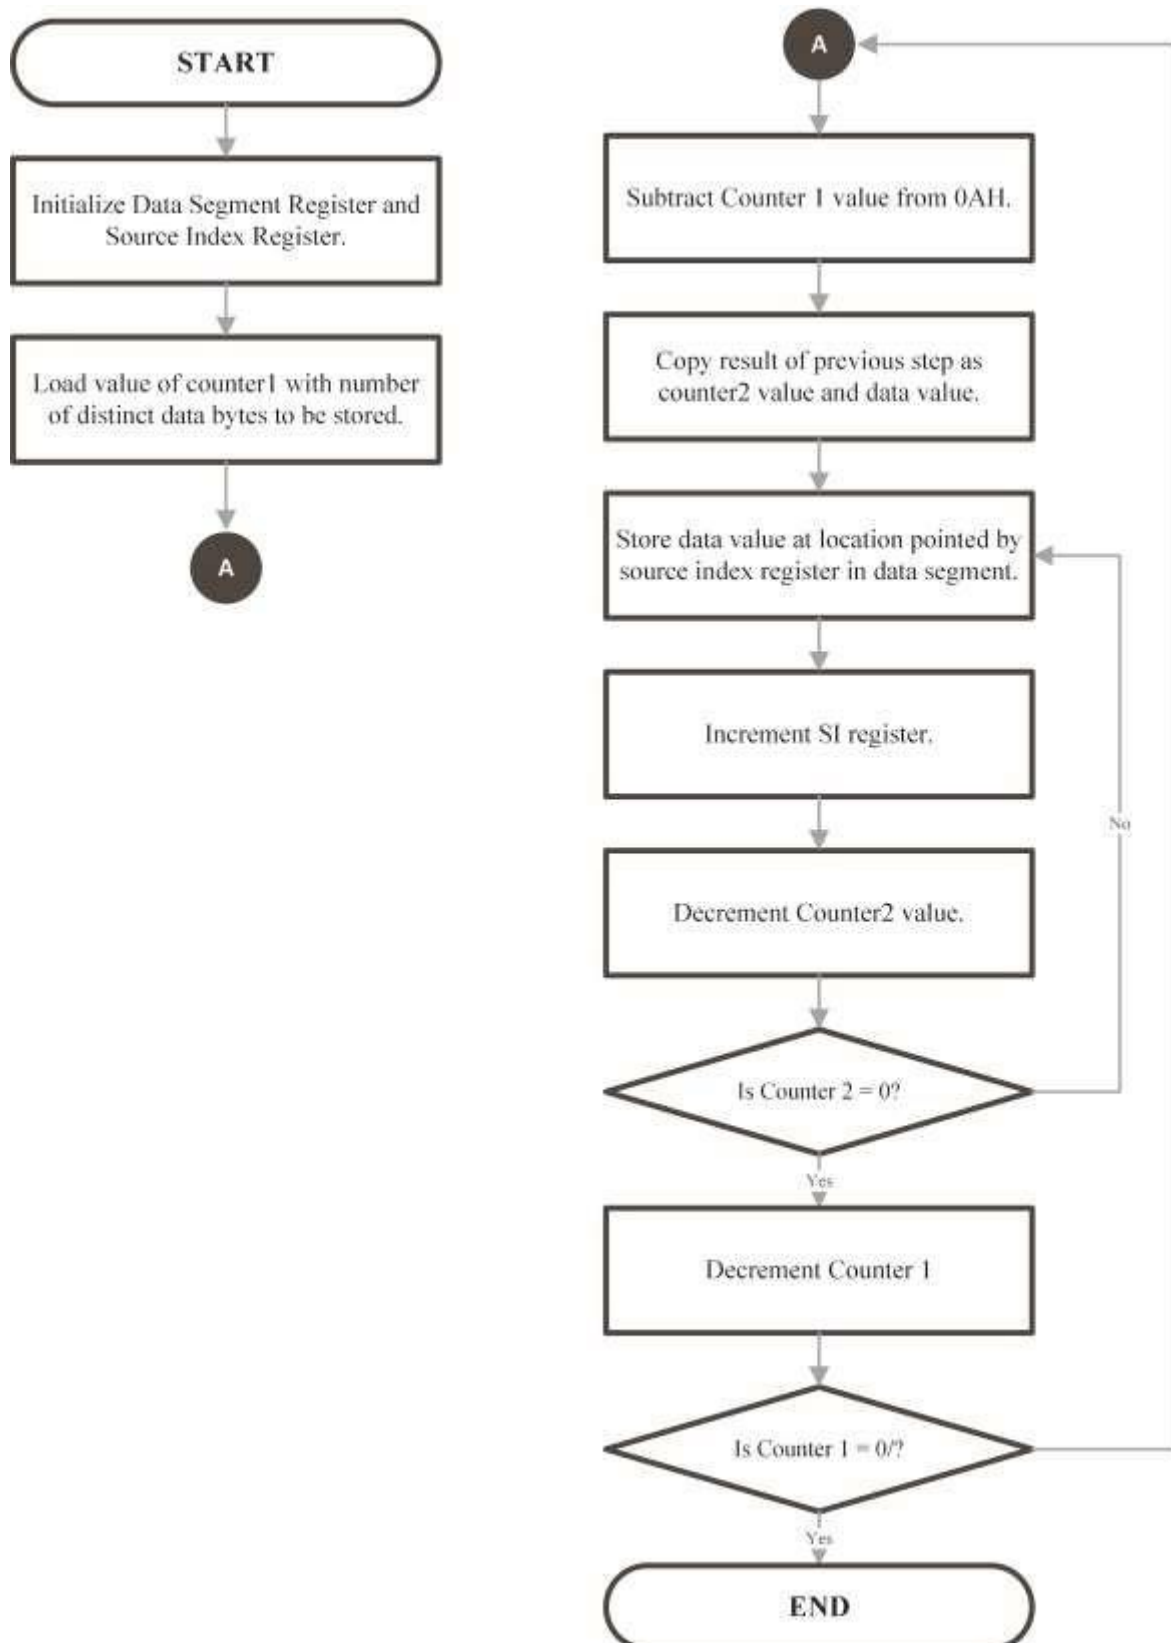 START
Initialize Data Segment Register and
Source Index Register.
Load value of counter1 with number
of distinct data bytes to be stored.
A
A
Subtract Counter 1 value from 0AH.
Copy result of previous step as
counter2 value and data value.
Store data value at location pointed by
source index register in data segment.
Increment SI register.
No
Decrement Counter2 value.
Is Counter 2 = 0?
Yes
Decrement Counter 1
Is Counter 1 = 0/?
Yes
END